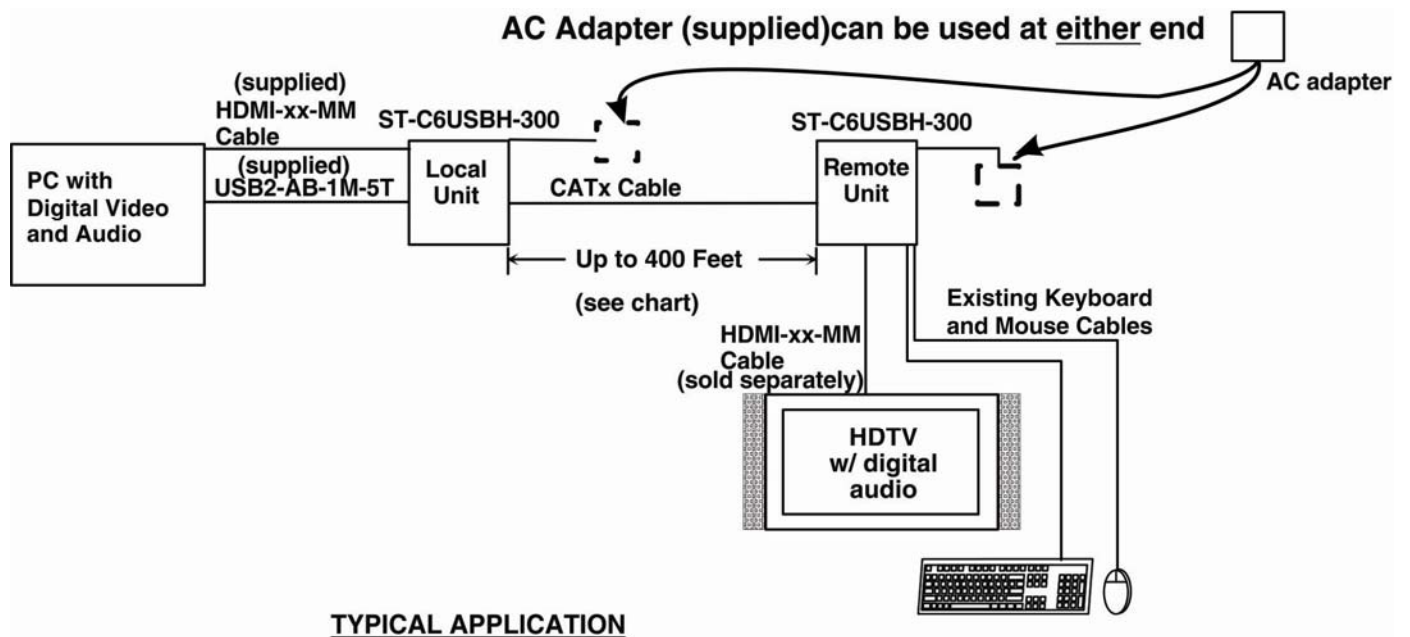 AC Adapter (supplied)can be used at either end
AC adapter
(supplied)
HDMI-xx-MM
Cable
(supplied)
USB2-AB-1M-5T
PC with
Digital Video
and Audio
ST-C6USBH-300
Local
Unit
CATx Cable
ST-C6USBH-300
Remote
Unit
Up to 400 Feet
(see chart)
Existing Keyboard
and Mouse Cables
HDMI-xx-MM
Cable
(sold separately)
HDTV
w/ digital
audio
TYPICAL APPLICATION